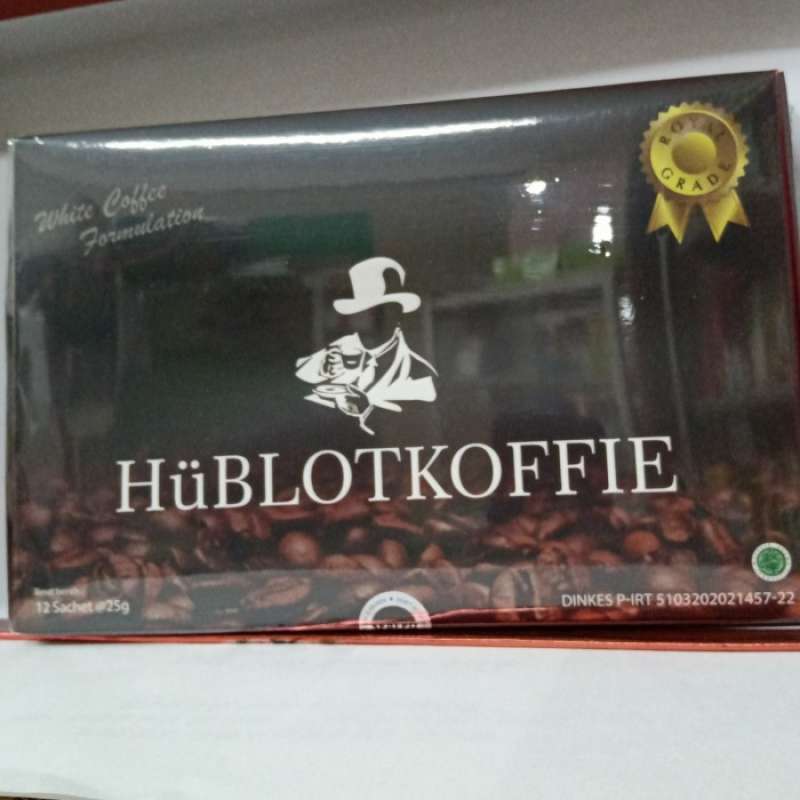 White Coffee
Formulation
ROYAL
GRADE
HüBLOTKOFFIE
12 Sachet @25g
DINKES P-IRT 5103202021457-22